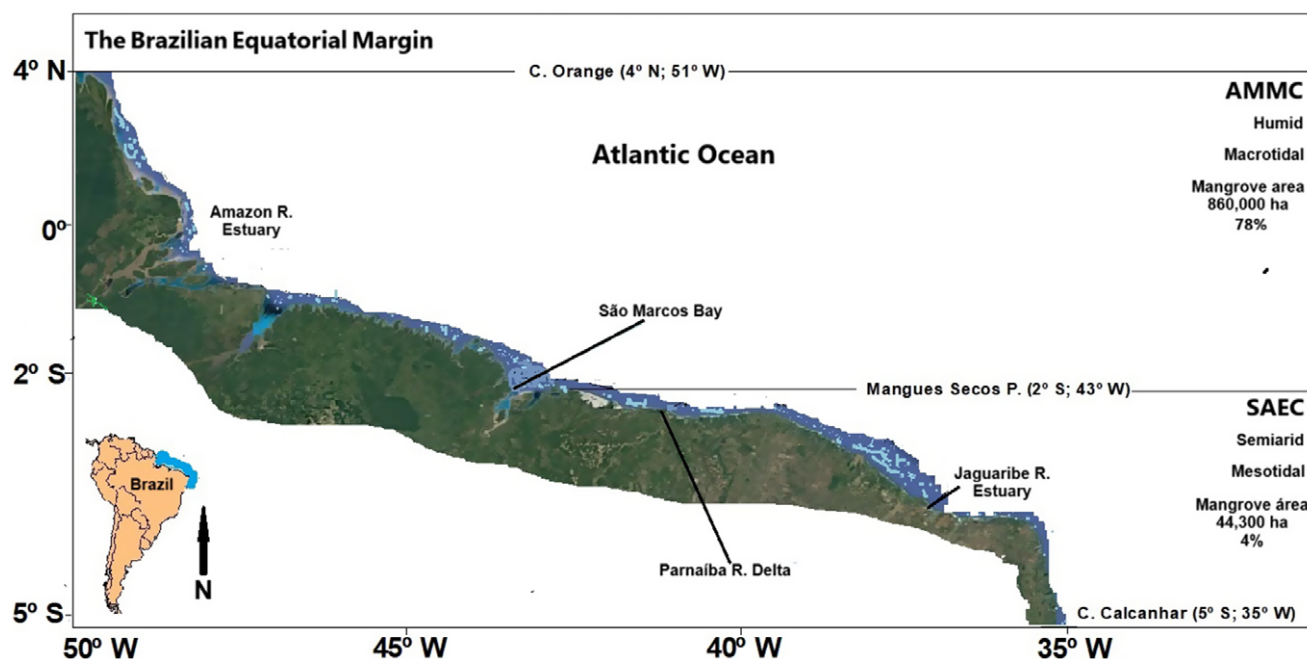 The Brazilian Equatorial Margin
4º N
C. Orange (4º N; 51º W)
AMMC
Humid
Macrotidal
Mangrove area
860,000 ha
78%
Atlantic Ocean
Amazon R.
Estuary
0º
São Marcos Bay
2º S
Mangues Secos P. (2º S; 43º W)
SAEC
Semiarid
Mesotidal
Mangrove área
44,300 ha
4%
Jaguaribe R.
Estuary
Brazil
Parnaíba R. Delta
N
5º S
C. Calcanhar (5º S; 35º W)
50º W
45º W
40º W
35º W